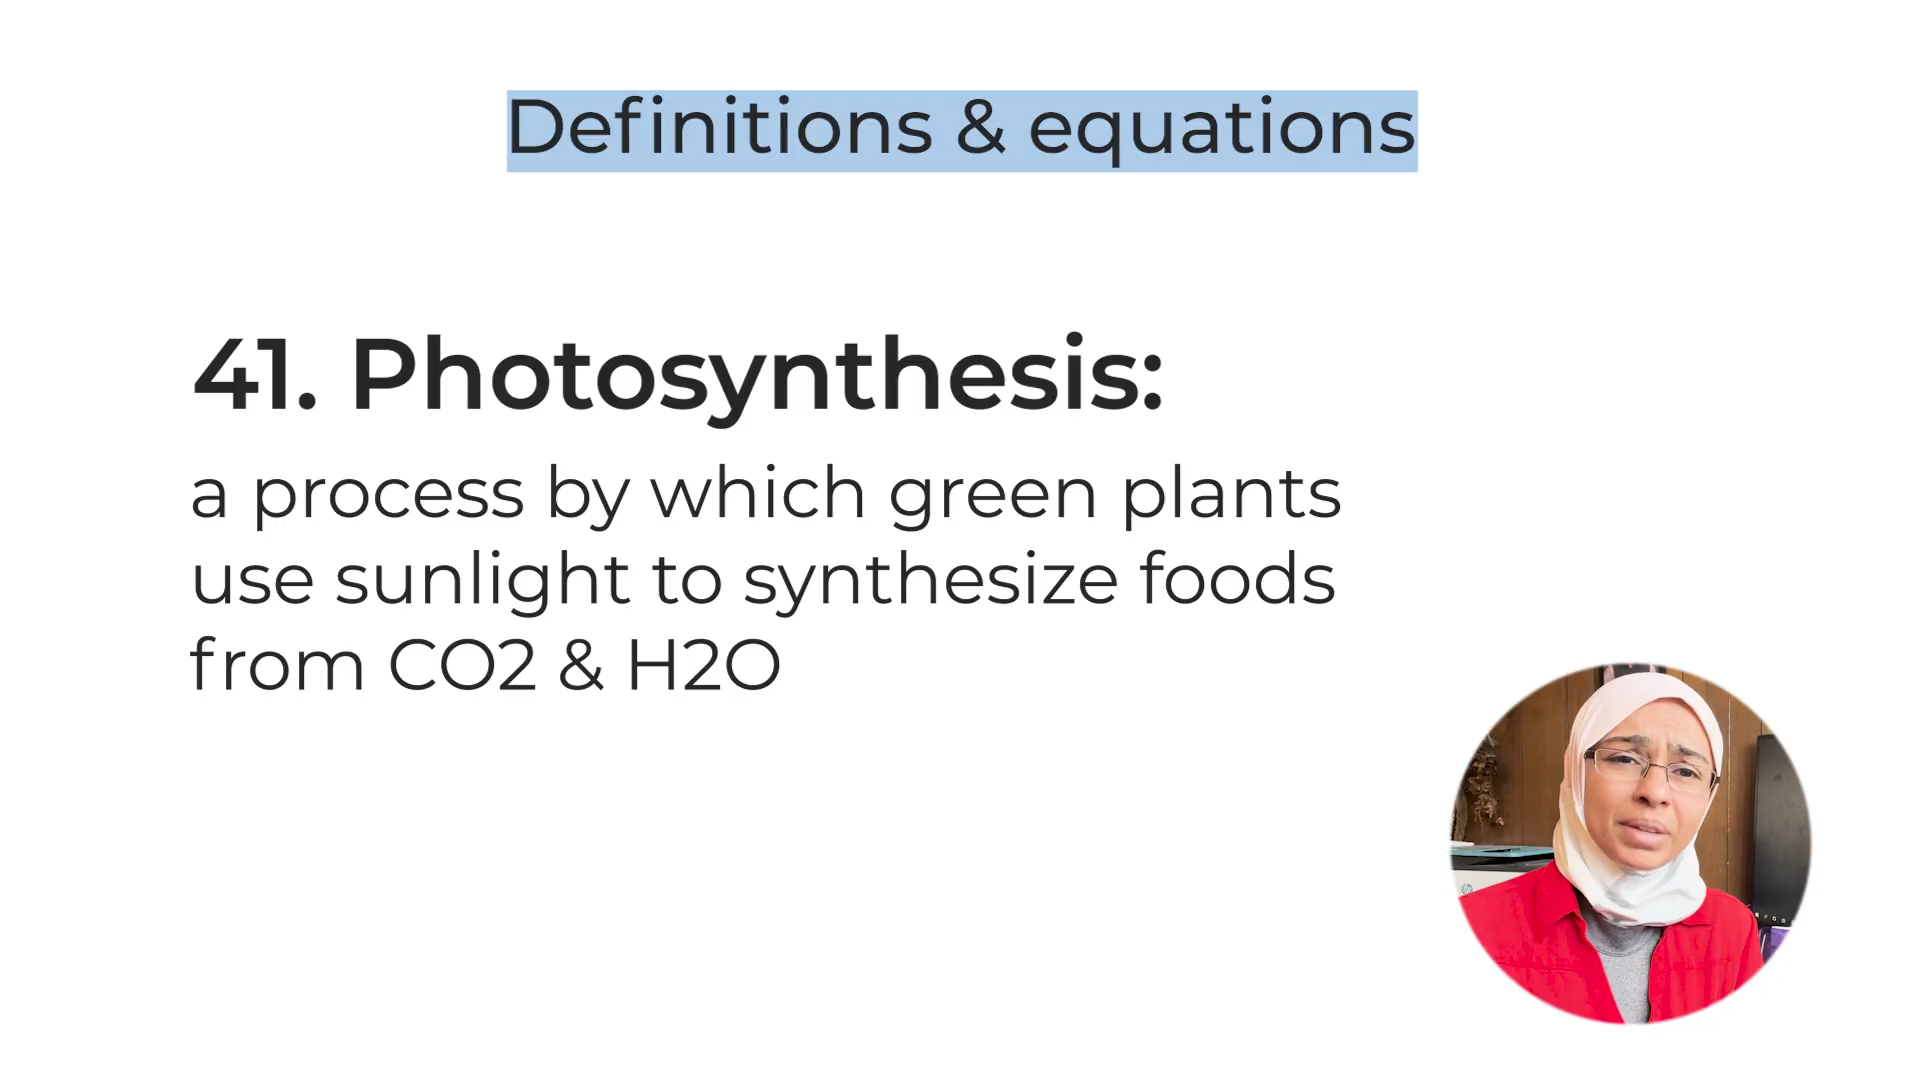 Definitions & equations
41. Photosynthesis:
a process by which green plants
use sunlight to synthesize foods
from CO2 & H2O